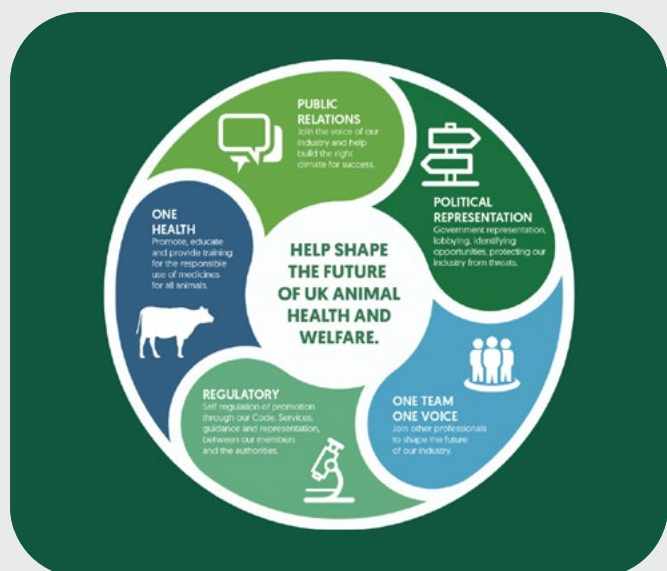 PUBLIC
RELATIONS
Join the voice of our
industry and help
build the right
climate for success.
POLITICAL
REPRESENTATION
Government representation,
lobbying, identifying
opportunities, protecting our
industry from threats.
ONE
HEALTH
Promote, educate
and provide training
for the responsible
use of medicines
for all animals.
HELP SHAPE
THE FUTURE
OF UK ANIMAL
HEALTH AND
WELFARE.
REGULATORY
Self regulation of promotion
through our Code. Services,
guidance and representation,
between our members
and the authorities.
ONE TEAM
ONE VOICE
Join other professionals
to shape the future
of our industry.